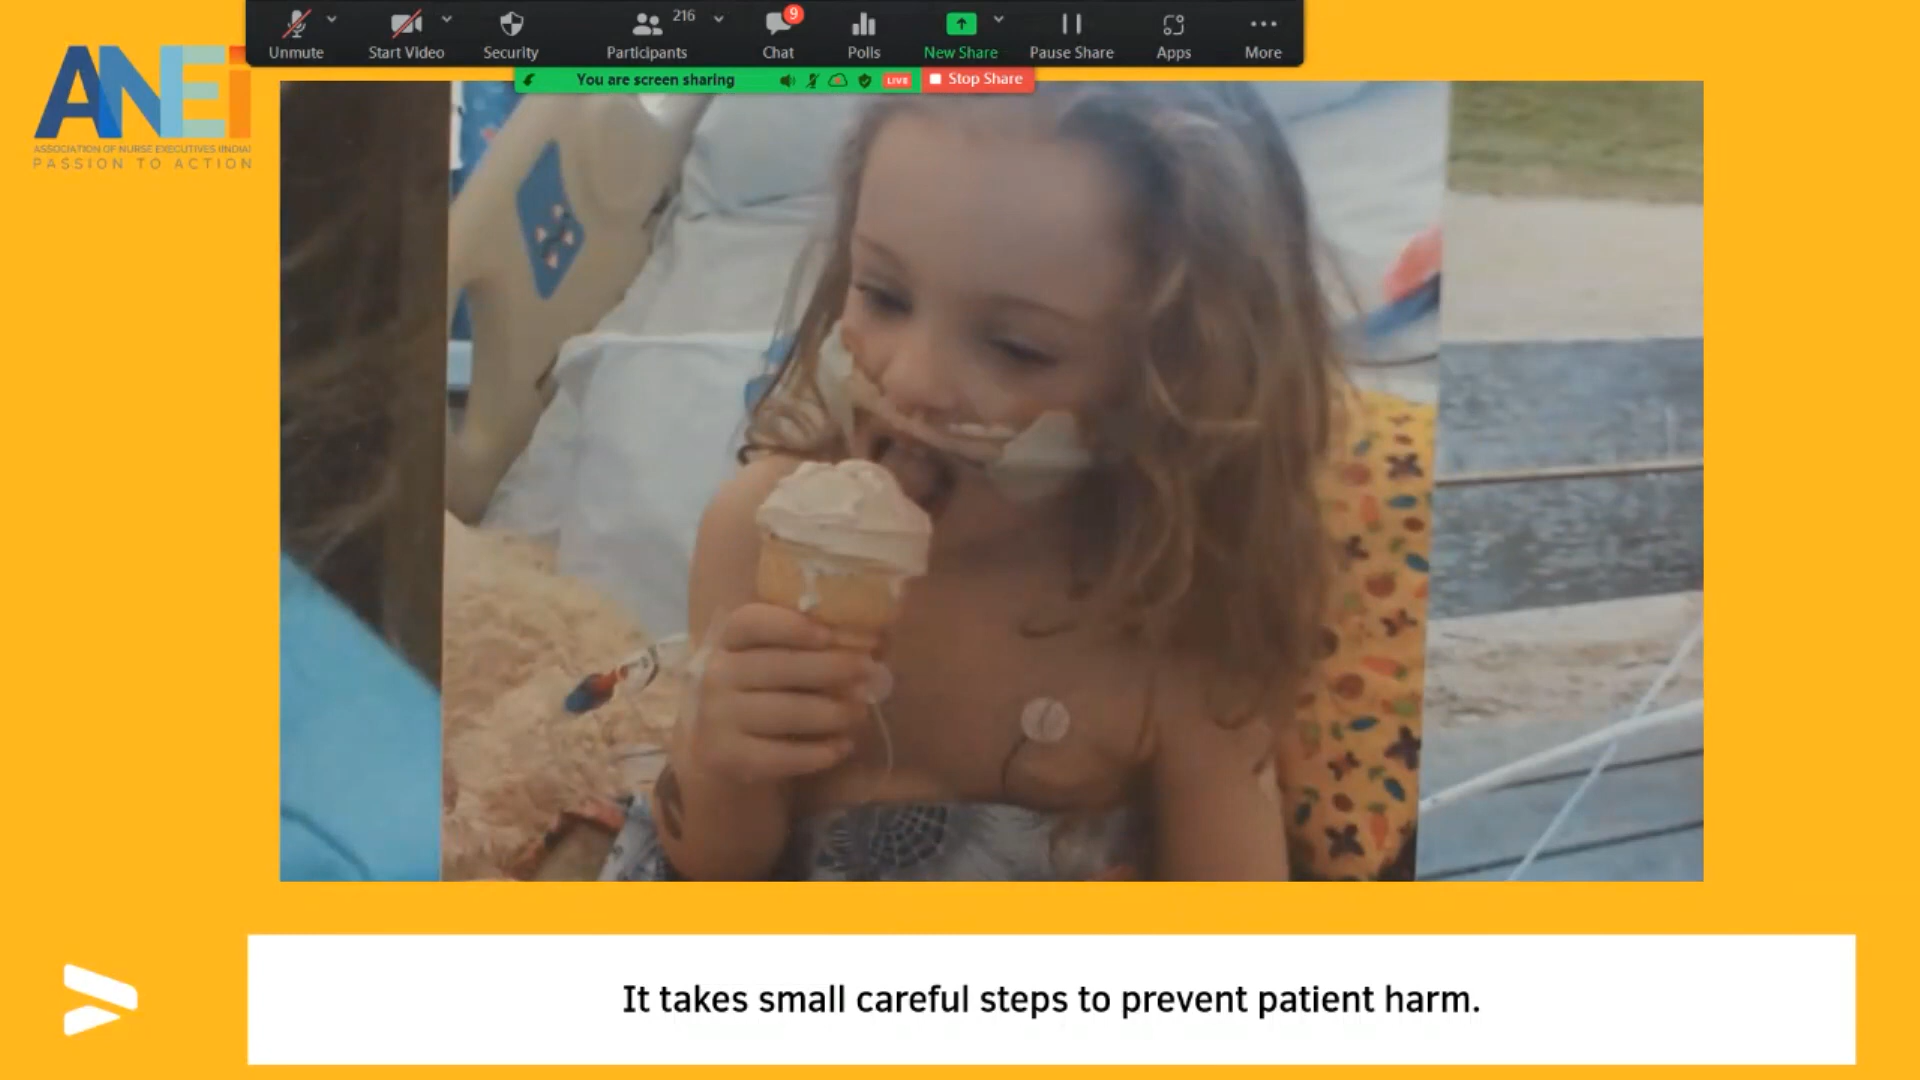 216
9
Unmute
Start Video
Security
Participants
Chat
Polls
New Share
Pause Share
Apps
More
You are screen sharing
LIVE
Stop Share
ANEi
ASSOCIATION OF NURSE EXECUTIVES (INDIA)
PASSION TO ACTION
It takes small careful steps to prevent patient harm.